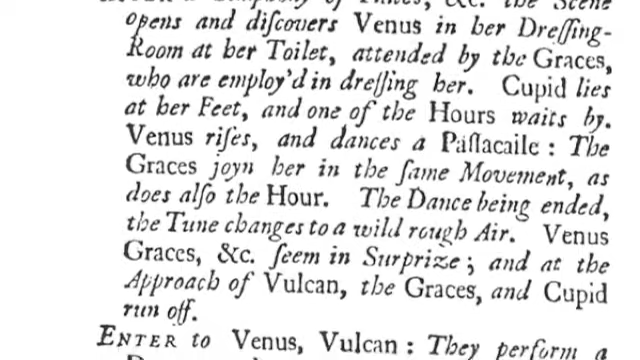 the Scene
opens and diſcovers Venus in her Dreſſing-
Room at her Toilet, attended by the Graces,
who are employ'd in dreſſing her. Cupid lies
at her Feet, and one of the Hours waits by.
Venus riſes, and dances a Paſſacaile : The
Graces joyn her in the ſame Movement, as
does alſo the Hour. The Dance being ended,
the Tune changes to a wild rough Air. Venus
Graces, &c. ſeem in Surprize ; and at the
Approach of Vulcan, the Graces, and Cupid
run off.
ENTER to Venus, Vulcan : They perform a